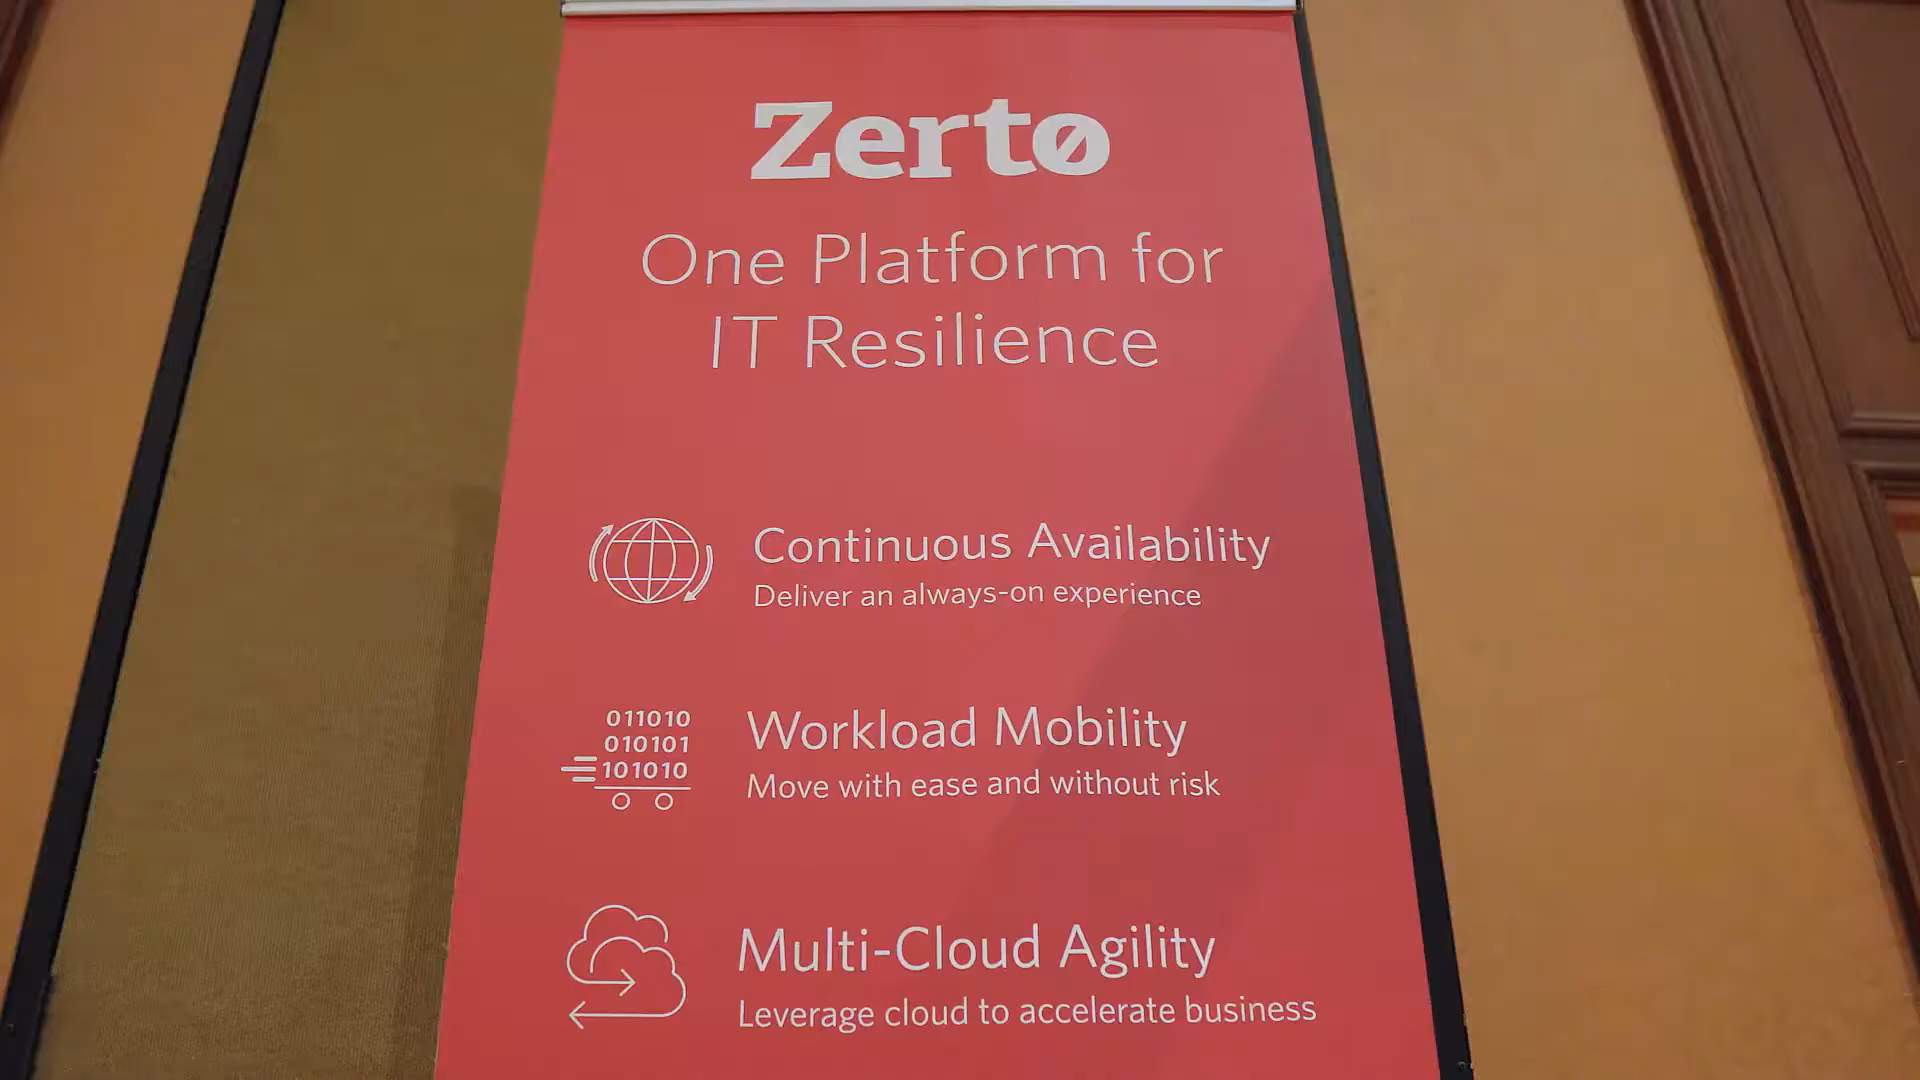 Zertø
One Platform for
IT Resilience
Continuous Availability
Deliver an always-on experience
011010
010101
101010
Workload Mobility
Move with ease and without risk
Multi-Cloud Agility
Leverage cloud to accelerate business